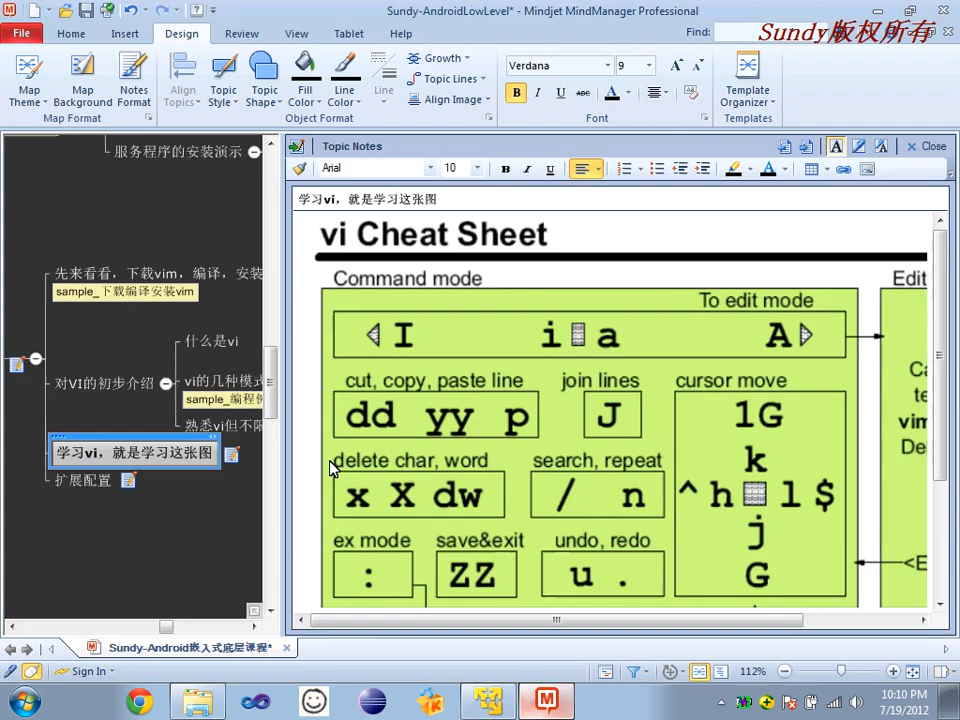 Sundy-AndroidLowLevel* - Mindjet MindManager Professional
Sundy版权所有
File Home Insert Design Review View Tablet Help Find:
Map Theme Map Background Notes Format
Align Topics Topic Style Topic Shape Fill Color Line Color Line
Growth
Topic Lines
Align Image
Verdana 9
B I U ABC A
Template Organizer
Map Format Object Format Font Templates
服务程序的安装演示
先来看看，下载vim，编译，安装
sample_下载编译安装vim
什么是vi
对VI的初步介绍
vi的几种模式
sample_编程例
熟悉vi但不限
学习vi，就是学习这张图
扩展配置
Topic Notes
Close
Arial 10 B I U
学习vi，就是学习这张图
vi Cheat Sheet
Command mode
Edit
To edit mode
I i a A
cut, copy, paste line join lines cursor move
dd yy p J 1G
k
delete char, word search, repeat
x X dw / n ^ h l $
j
ex mode save&exit undo, redo
: ZZ u . G
Ca
te
vim
De
<E
Sundy-Android嵌入式底层课程*
Sign In
112%
10:10 PM
7/19/2012